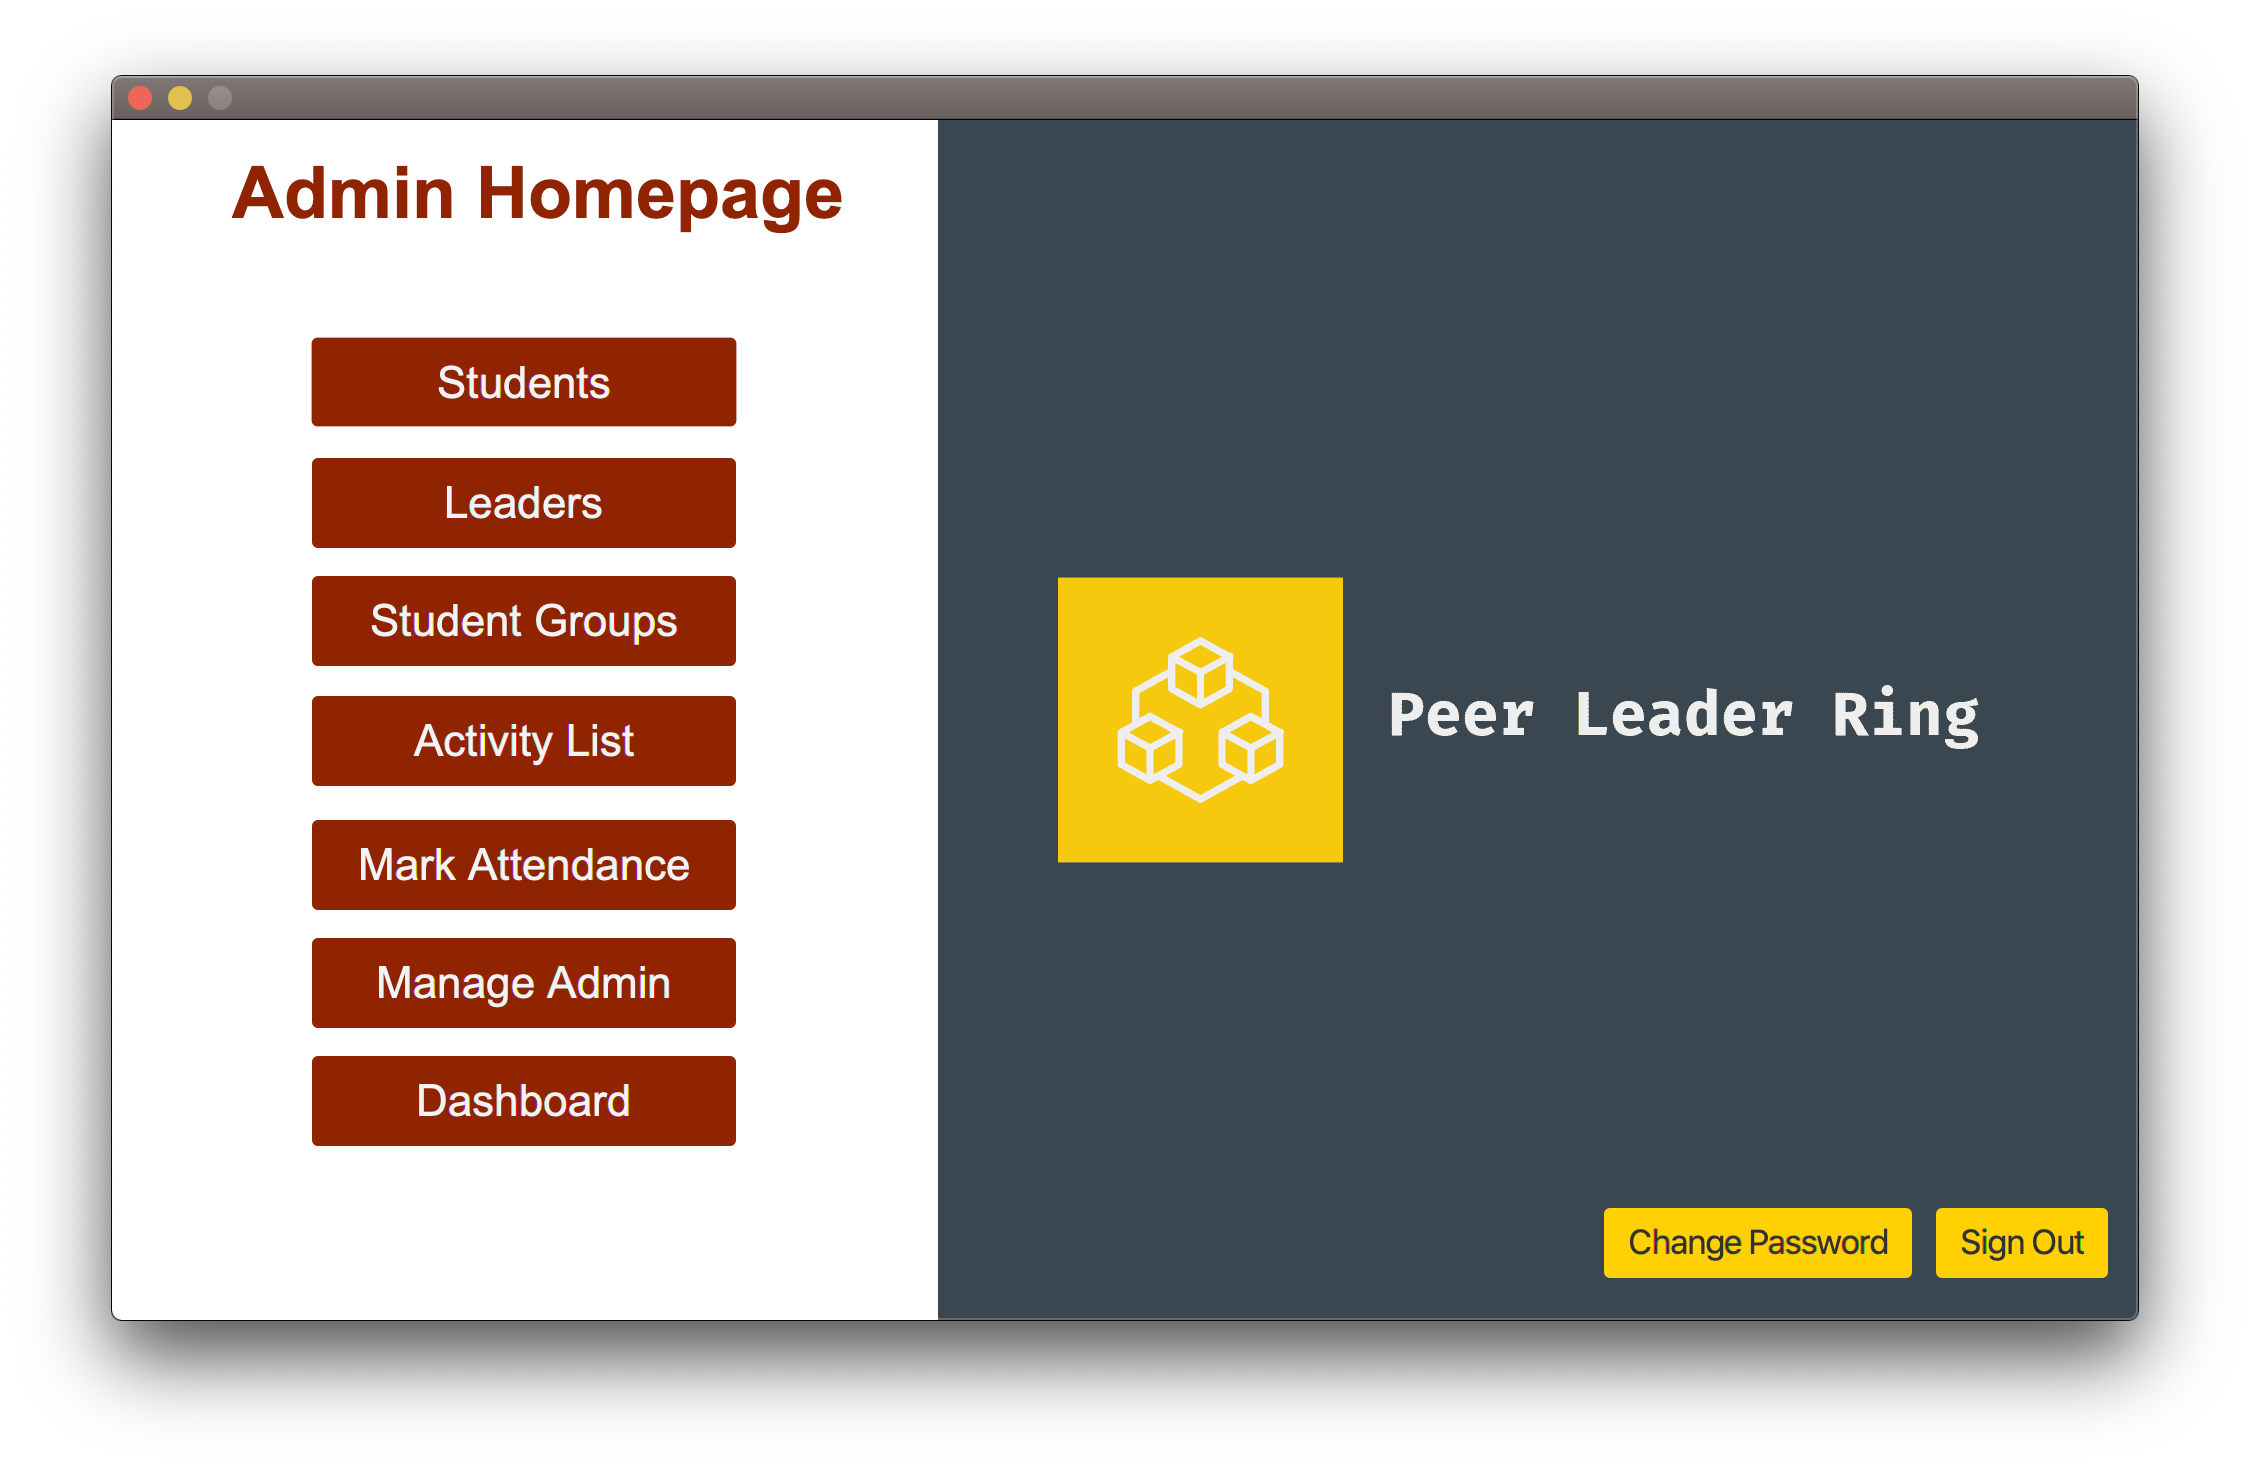 Admin Homepage
Students
Leaders
Student Groups
Activity List
Mark Attendance
Manage Admin
Dashboard
Peer Leader Ring
Change Password
Sign Out